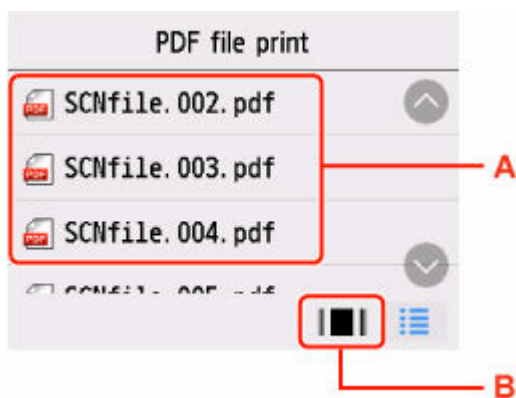 PDF file print
SCNfile.002.pdf
SCNfile.003.pdf
A
SCNfile.004.pdf
B